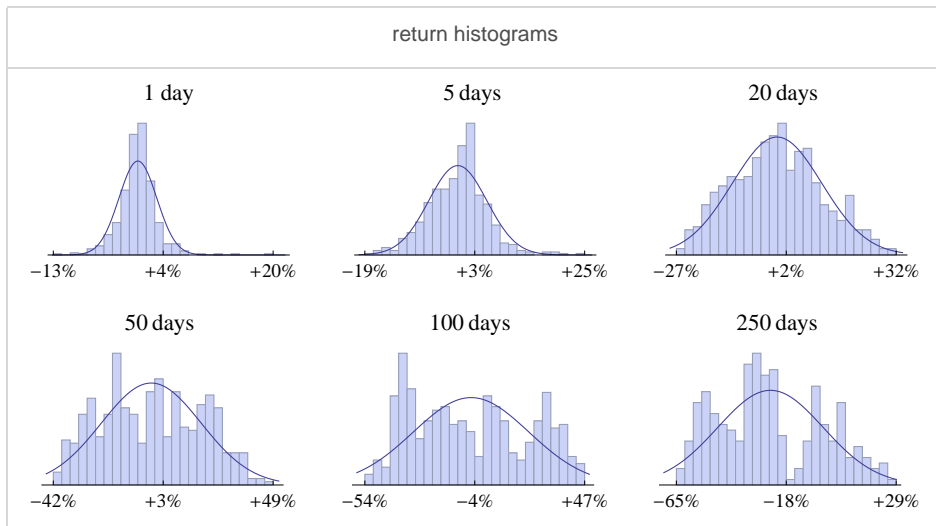 return histograms
1 day
5 days
20 days
−13% +4% +20%
−19% +3% +25%
−27% +2% +32%
50 days
100 days
250 days
−42% +3% +49%
−54% −4% +47%
−65% −18% +29%